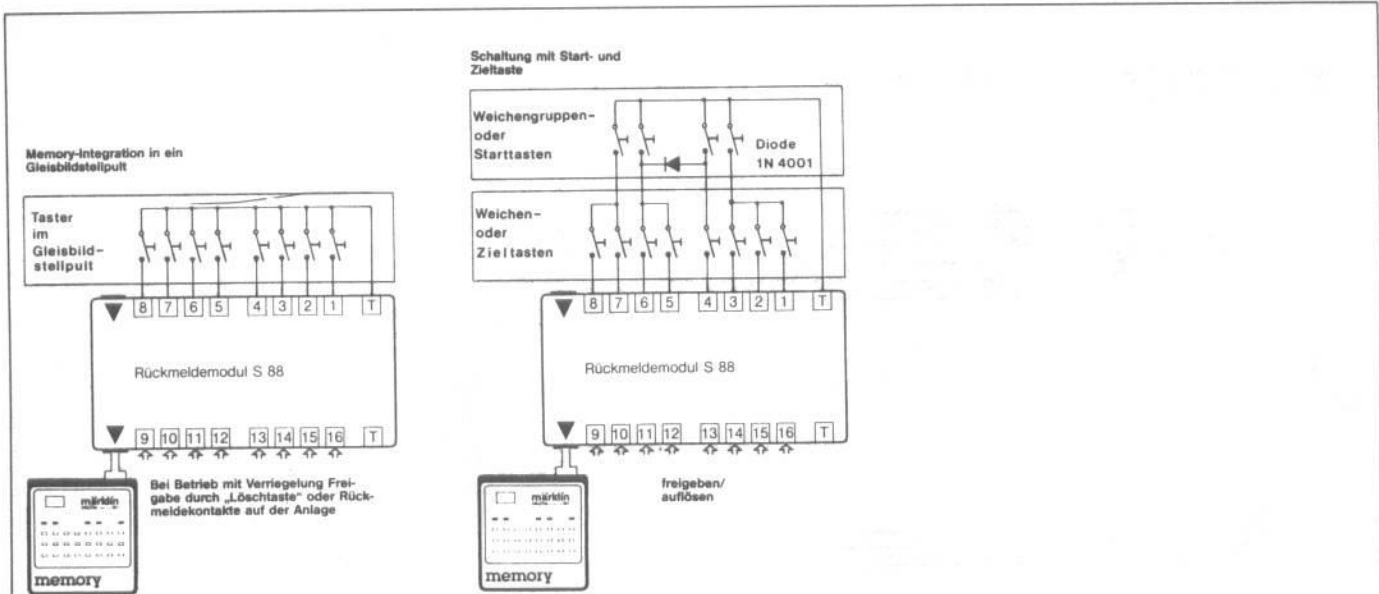 Memory-Integration in ein
Gleisbildstellpult
Taster
im
Gleisbild-
stellpult
8 7 6 5 4 3 2 1 T
Rückmeldemodul S 88
9 10 11 12 13 14 15 16 T
märklin
memory
Bei Betrieb mit Verriegelung Frei-
gabe durch „Löschtaste" oder Rück-
meldekontakte auf der Anlage
Schaltung mit Start- und
Zieltaste
Weichengruppen-
oder
Starttasten
Diode
1N 4001
Weichen-
oder
Zieltasten
8 7 6 5 4 3 2 1 T
Rückmeldemodul S 88
9 10 11 12 13 14 15 16 T
märklin
memory
freigeben/
auflösen